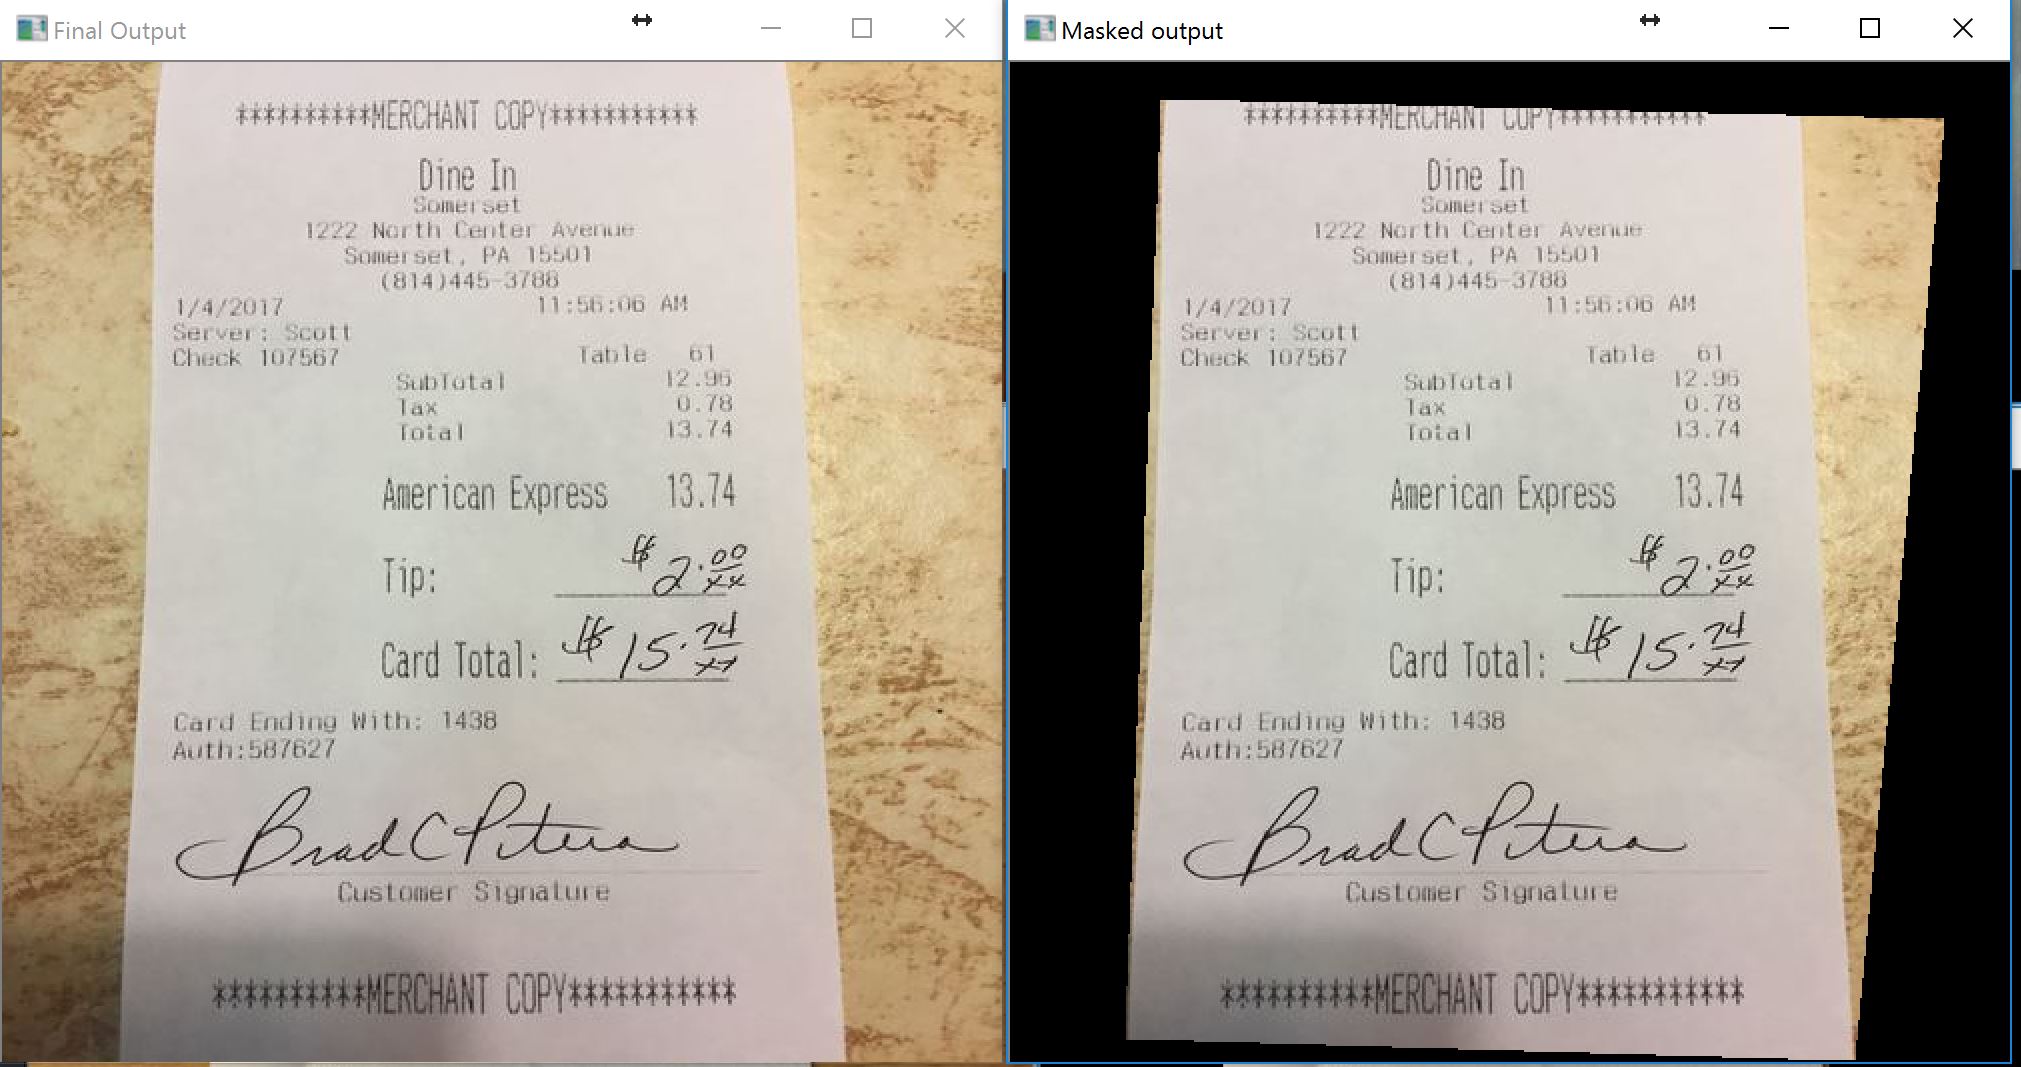 Final Output
**********MERCHANT COPY***********
Dine In
Somerset
1222 North Center Avenue
Somerset, PA 15501
(814)445-3788
1/4/2017 11:56:06 AM
Server: Scott
Check 107567 Table 61
SubTotal 12.96
Tax 0.78
Total 13.74
American Express 13.74
Tip: $ 2.00 xx
Card Total: $ 15.74 xx
Card Ending With: 1438
Auth:587627
Brad C Petera
Customer Signature
**********MERCHANT COPY***********
Masked output
**********MERCHANT COPY***********
Dine In
Somerset
1222 North Center Avenue
Somerset, PA 15501
(814)445-3788
1/4/2017 11:56:06 AM
Server: Scott
Check 107567 Table 61
SubTotal 12.96
Tax 0.78
Total 13.74
American Express 13.74
Tip: $ 2.00 xx
Card Total: $ 15.74 xx
Card Ending With: 1438
Auth:587627
Brad C Petera
Customer Signature
**********MERCHANT COPY***********